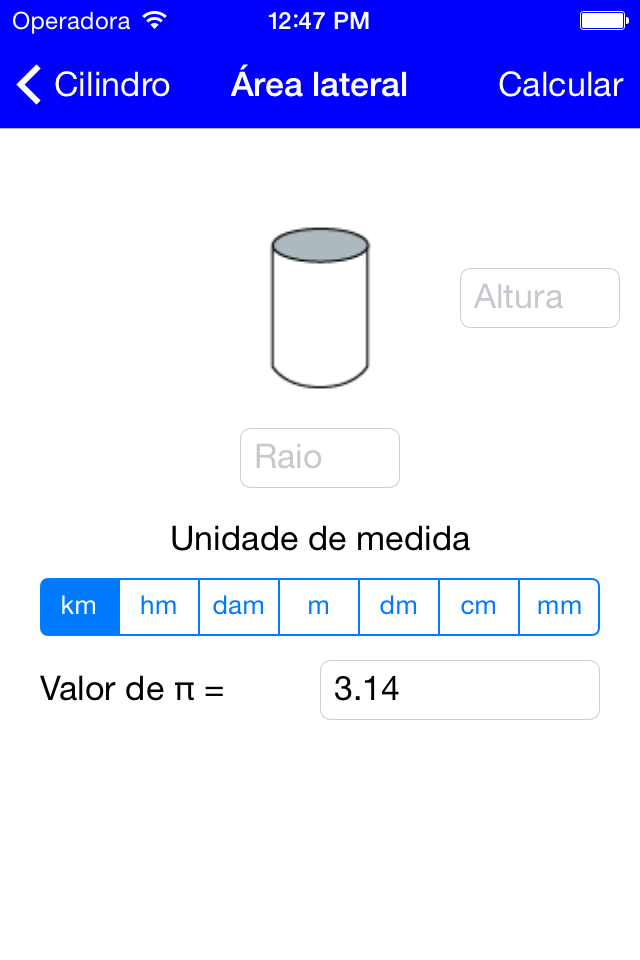 Operadora 12:47 PM
Cilindro Área lateral Calcular
Altura
Raio
Unidade de medida
km hm dam m dm cm mm
Valor de π = 3.14